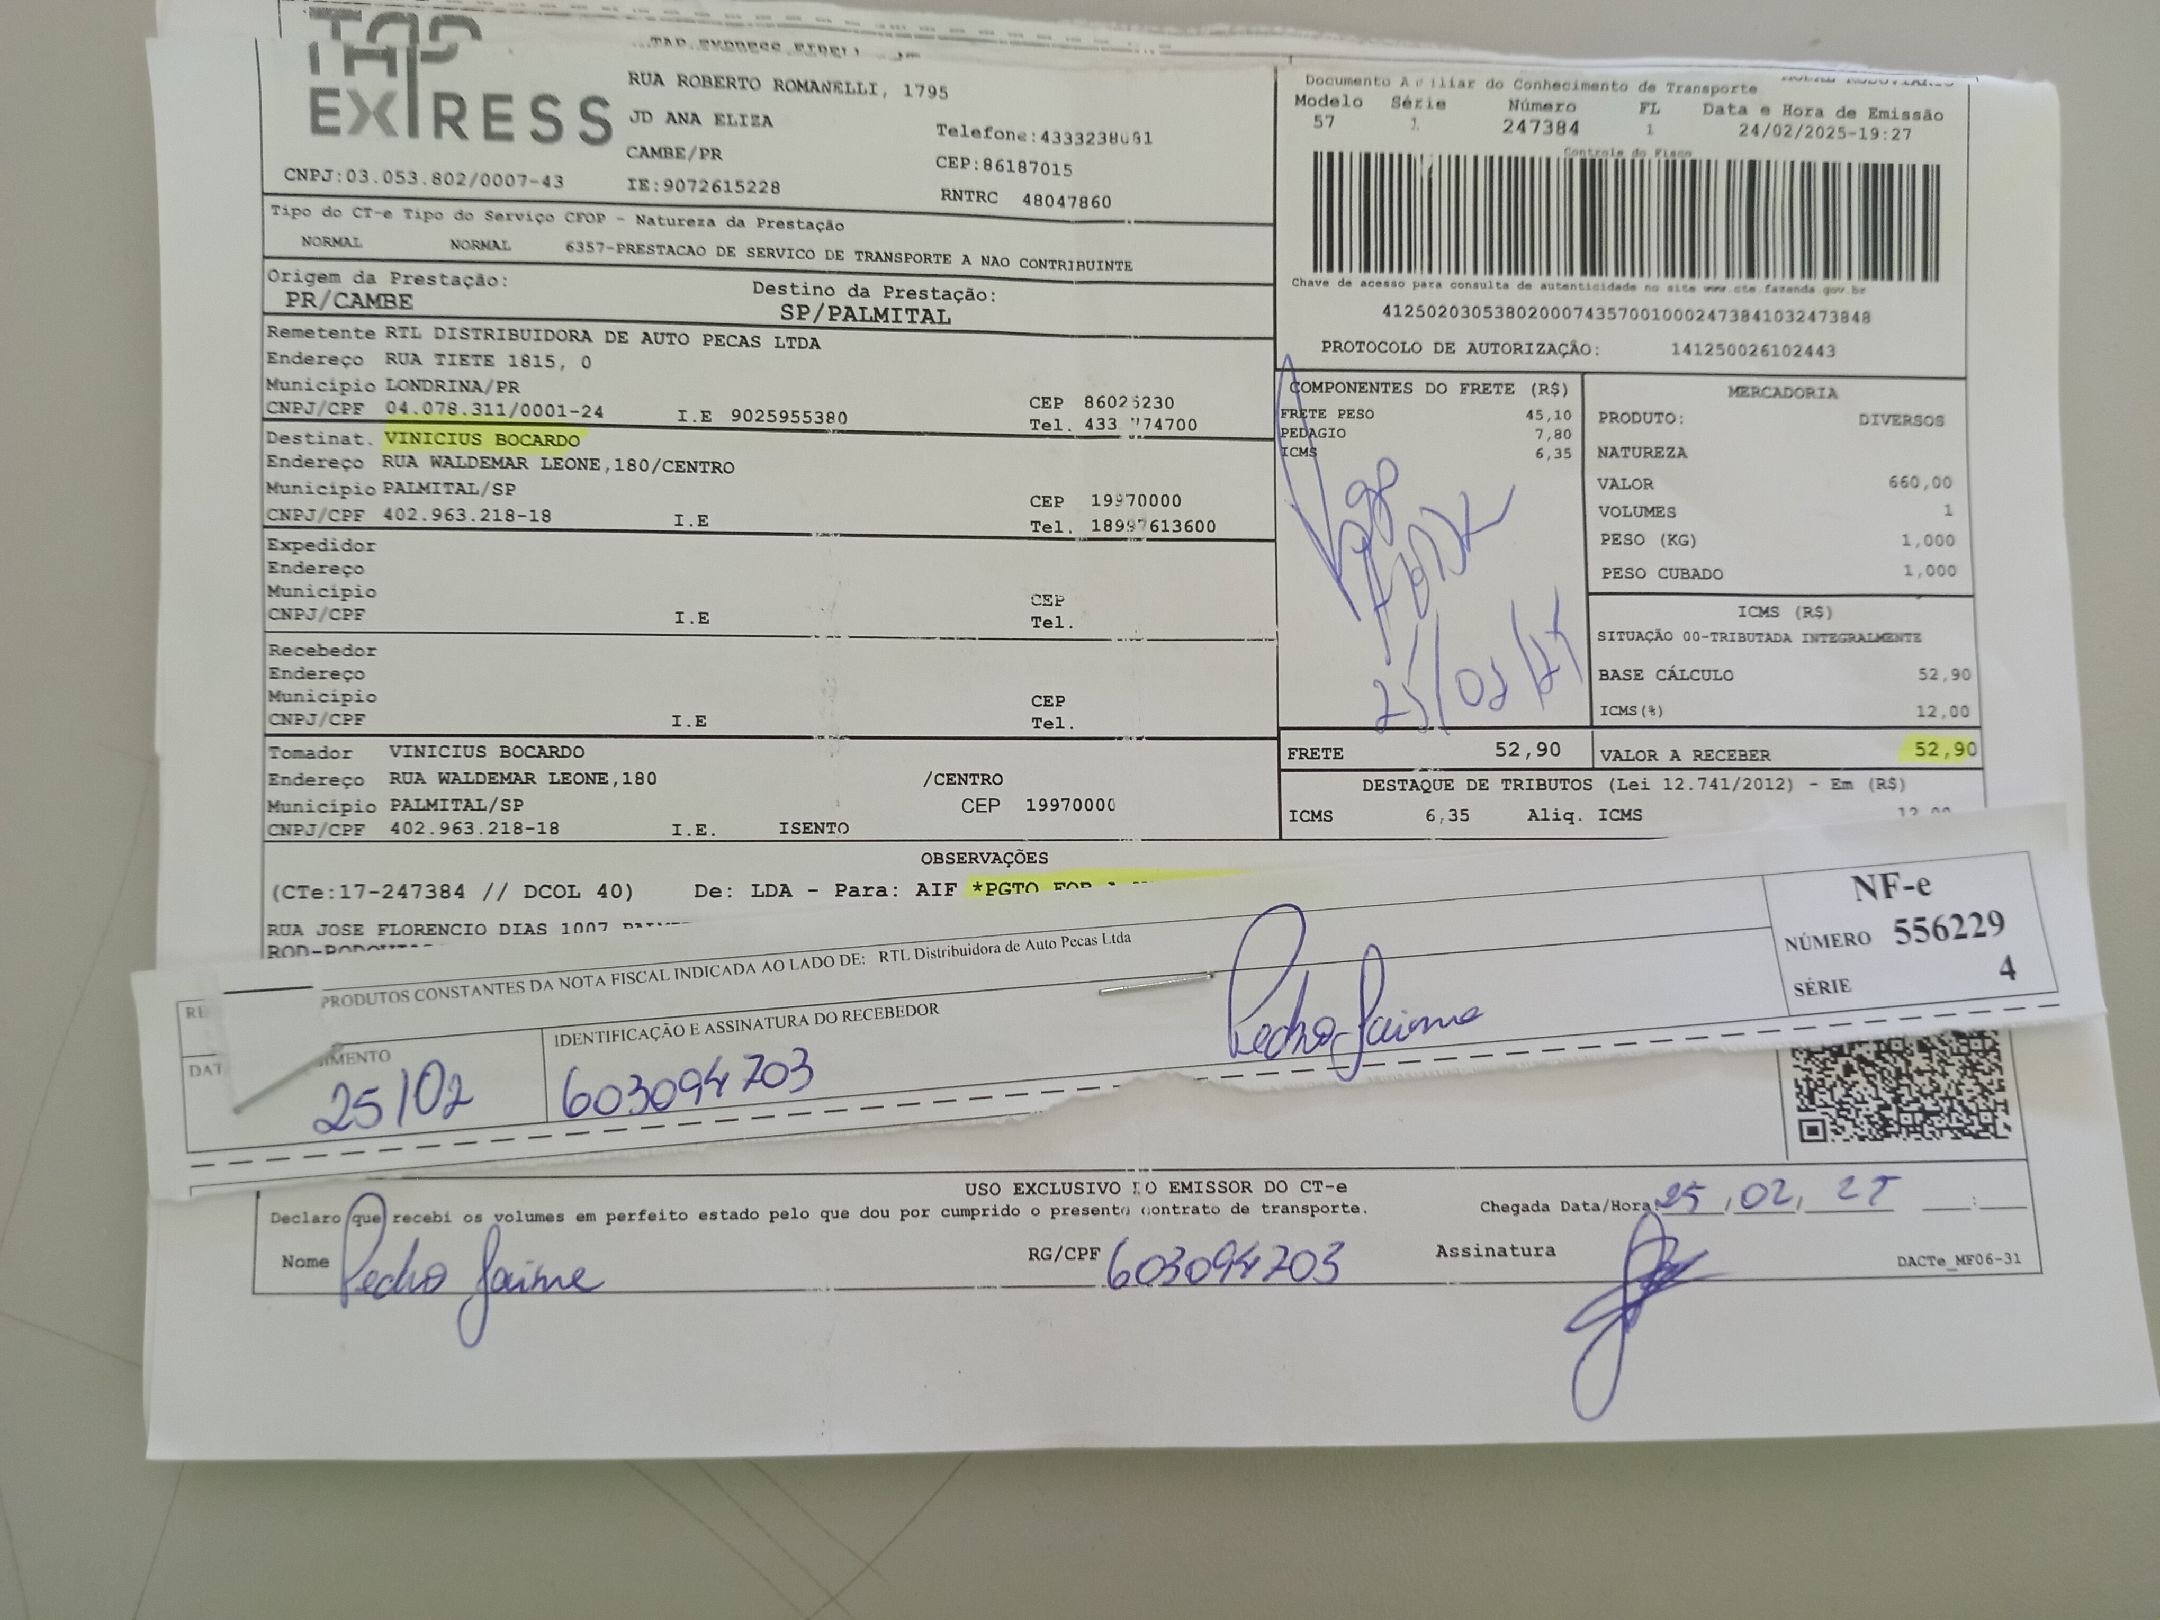 TAP
EXPRESS
TAP EXPRESS EIRELI
RUA ROBERTO ROMANELLI, 1795
JD ANA ELIZA
CAMBE/PR
IE:9072615228
CNPJ:03.053.802/0007-43
CEP:86187015
RNTRC 48047860
Documento Auxiliar do Conhecimento de Transporte
Modelo Série Número FL Data e Hora de Emissão
57 1 247384 1 24/02/2025-19:27
Controle do Fisco
Chave de acesso para consulta de autenticidade no site www.cte.fazenda.gov.br
41250203053802000743570010002473841032473848
PROTOCOLO DE AUTORIZAÇÃO: 141250026102443
Tipo do CT-e Tipo do Serviço CFOP - Natureza da Prestação
NORMAL NORMAL 6357-PRESTACAO DE SERVICO DE TRANSPORTE A NAO CONTRIBUINTE
Origem da Prestação:
PR/CAMBE
Destino da Prestação:
SP/PALMITAL
Remetente RTL DISTRIBUIDORA DE AUTO PECAS LTDA
Endereço RUA TIETE 1815, 0
Município LONDRINA/PR
CEP 86025230
CNPJ/CPF 04.078.311/0001-24 I.E 9025955380 Tel.
Destinat. VINICIUS BOCARDO
Endereço RUA WALDEMAR LEONE,180/CENTRO
Município PALMITAL/SP CEP 19970000
CNPJ/CPF 402.963.218-18 I.E Tel. 18997613600
Expedidor
Endereço
Município CEP
CNPJ/CPF I.E Tel.
Recebedor
Endereço
Município CEP
CNPJ/CPF I.E Tel.
Tomador VINICIUS BOCARDO
Endereço RUA WALDEMAR LEONE,180 /CENTRO
Município PALMITAL/SP CEP 19970000
CNPJ/CPF 402.963.218-18 I.E. ISENTO
COMPONENTES DO FRETE (R$)
FRETE PESO 45,10
PEDAGIO 7,80
ICMS 6,35
25/02/25
MERCADORIA
PRODUTO: DIVERSOS
NATUREZA
VALOR 660,00
VOLUMES 1
PESO (KG) 1,000
PESO CUBADO 1,000
ICMS (R$)
SITUAÇÃO 00-TRIBUTADA INTEGRALMENTE
BASE CÁLCULO 52,90
ICMS(%) 12,00
FRETE 52,90 VALOR A RECEBER 52,90
DESTAQUE DE TRIBUTOS (Lei 12.741/2012) - Em (R$)
ICMS 6,35 Aliq. ICMS 12,00
OBSERVAÇÕES
(CTe:17-247384 // DCOL 40) De: LDA - Para: AIF *PGTO
RUA JOSE FLORENCIO DIAS 1007
PRODUTOS CONSTANTES DA NOTA FISCAL INDICADA AO LADO DE: RTL Distribuidora de Auto Pecas Ltda
IDENTIFICAÇÃO E ASSINATURA DO RECEBEDOR
25/02 603094703 Pedro Jaime
NF-e
NÚMERO 556229
SÉRIE 4
USO EXCLUSIVO DO EMISSOR DO CT-e
Declaro que recebi os volumes em perfeito estado pelo que dou por cumprido o presente contrato de transporte.
Chegada Data/Hora: 25/02/25 :
Nome Pedro Jaime RG/CPF 603094703 Assinatura
DACTe_MF06-31